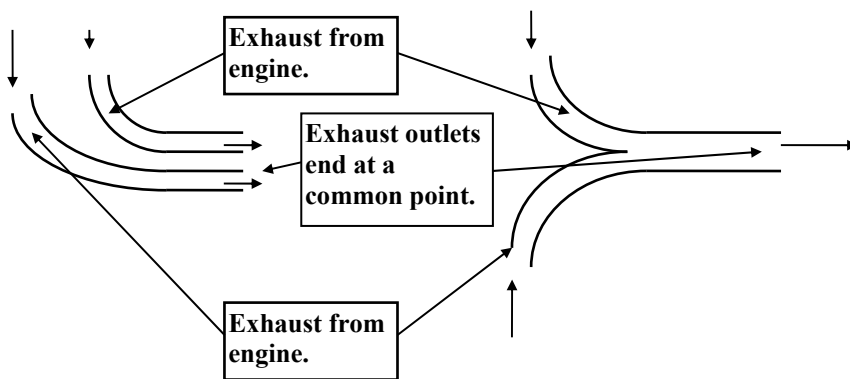 Exhaust from
engine.
Exhaust outlets
end at a
common point.
Exhaust from
engine.